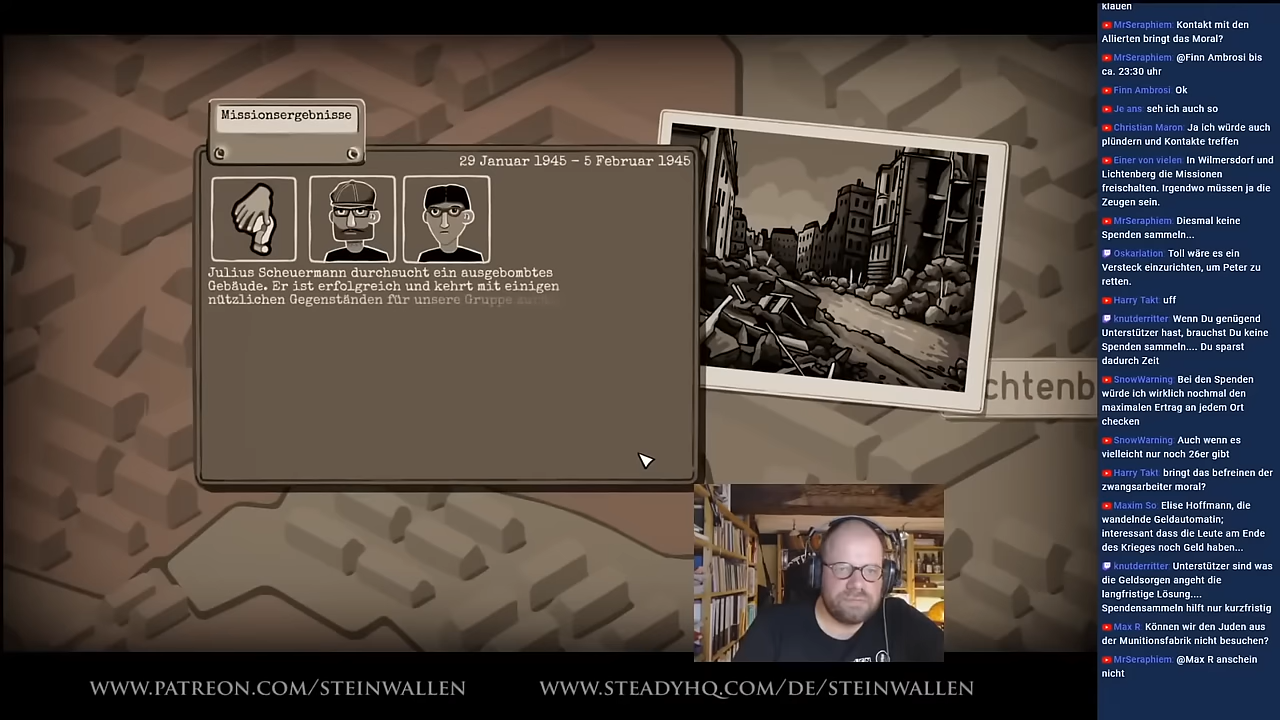 Missionsergebnisse
29 Januar 1945 – 5 Februar 1945
Julius Scheuermann durchsucht ein ausgebombtes
Gebäude. Er ist erfolgreich und kehrt mit einigen
nützlichen Gegenständen für unsere Gruppe
chtenb
WWW.PATREON.COM/STEINWALLEN
WWW.STEADYHQ.COM/DE/STEINWALLEN
klauen
MrSeraphiem: Kontakt mit den
Allierten bringt das Moral?
MrSeraphiem: @Finn Ambrosi bis
ca. 23:30 uhr
Finn Ambrosi: Ok
Je ans: seh ich auch so
Christian Maron: Ja ich würde auch
plündern und Kontakte treffen
Einer von vielen: In Wilmersdorf und
Lichtenberg die Missionen
freischalten. Irgendwo müssen ja die
Zeugen sein.
MrSeraphiem: Diesmal keine
Spenden sammeln...
Oskarlation: Toll wäre es ein
Versteck einzurichten, um Peter zu
retten.
Harry Takt: uff
knutderritter: Wenn Du genügend
Unterstützer hast, brauchst Du keine
Spenden sammeln.... Du sparst
dadurch Zeit
SnowWarning: Bei den Spenden
würde ich wirklich nochmal den
maximalen Ertrag an jedem Ort
checken
SnowWarning: Auch wenn es
vielleicht nur noch 26er gibt
Harry Takt: bringt das befreinen der
zwangsarbeiter moral?
Maxim So: Elise Hoffmann, die
wandelnde Geldautomatin;
interessant dass die Leute am Ende
des Krieges noch Geld haben...
knutderritter: Unterstützer sind was
die Geldsorgen angeht die
langfristige Lösung....
Spendensammeln hilft nur kurzfristig
Max R: Können wir den Juden aus
der Munitionsfabrik nicht besuchen?
MrSeraphiem: @Max R anschein
nicht